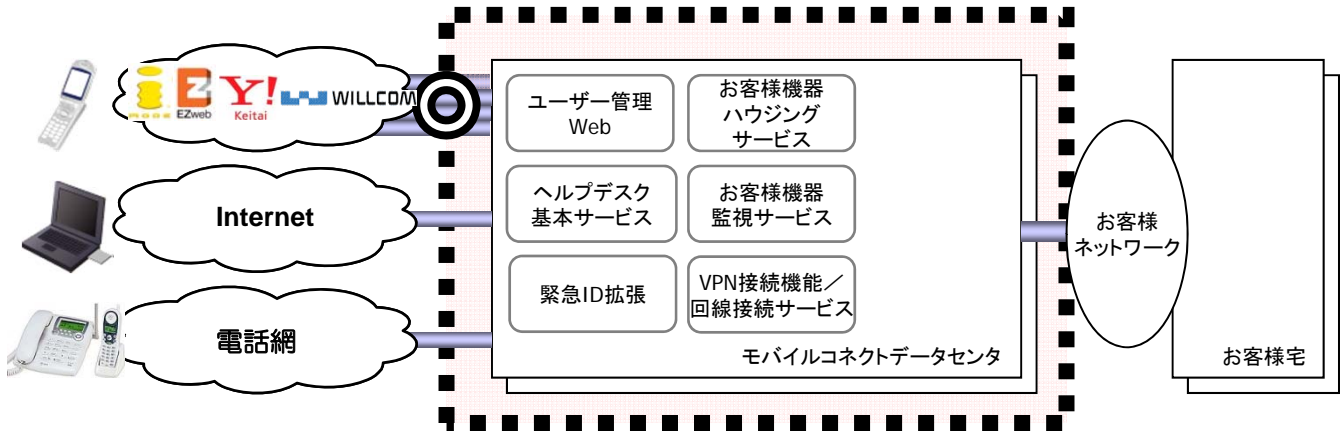 i mode
EZweb
Y!
Keitai
WILLCOM
Internet
電話網
ユーザー管理
Web
お客様機器
ハウジング
サービス
ヘルプデスク
基本サービス
お客様機器
監視サービス
緊急ID拡張
VPN接続機能／
回線接続サービス
モバイルコネクトデータセンタ
お客様
ネットワーク
お客様宅